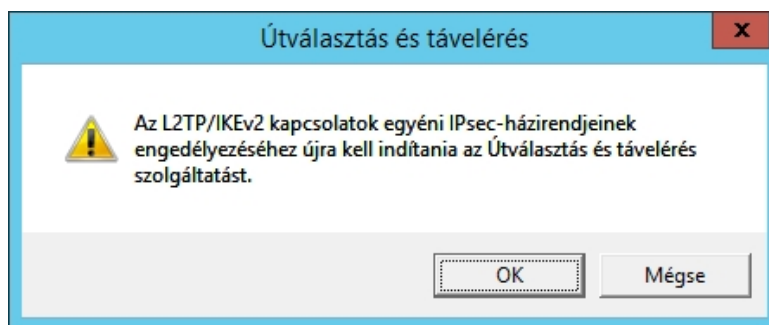 Útválasztás és távelérés
x
Az L2TP/IKEv2 kapcsolatok egyéni IPsec-házirendjeinek
engedélyezéséhez újra kell indítania az Útválasztás és távelérés
szolgáltatást.
OK
Mégse